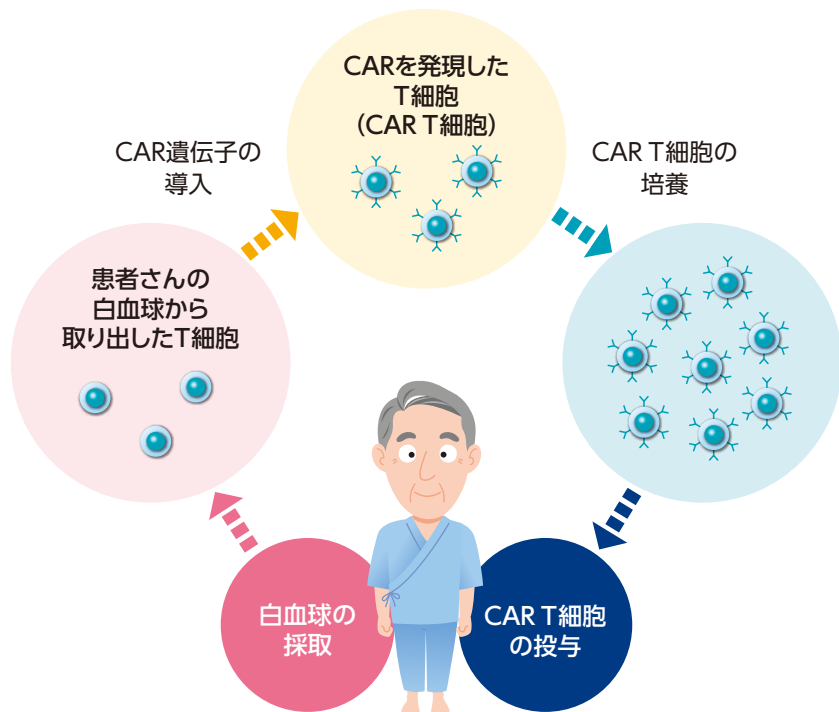 CARを発現した
T細胞
（CAR T細胞）
CAR遺伝子の
導入
CAR T細胞の
培養
患者さんの
白血球から
取り出したT細胞
白血球の
採取
CAR T細胞
の投与